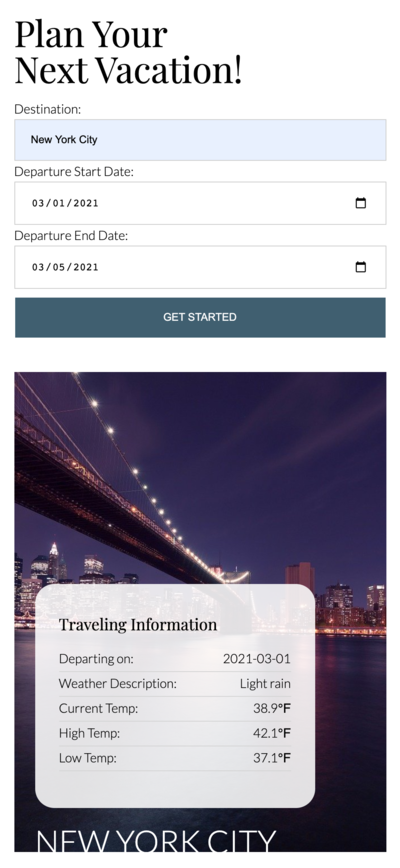 Plan Your
Next Vacation!
Destination:
New York City
Departure Start Date:
03/01/2021
Departure End Date:
03/05/2021
GET STARTED
Traveling Information
Departing on: 2021-03-01
Weather Description: Light rain
Current Temp: 38.9°F
High Temp: 42.1°F
Low Temp: 37.1°F
NEW YORK CITY